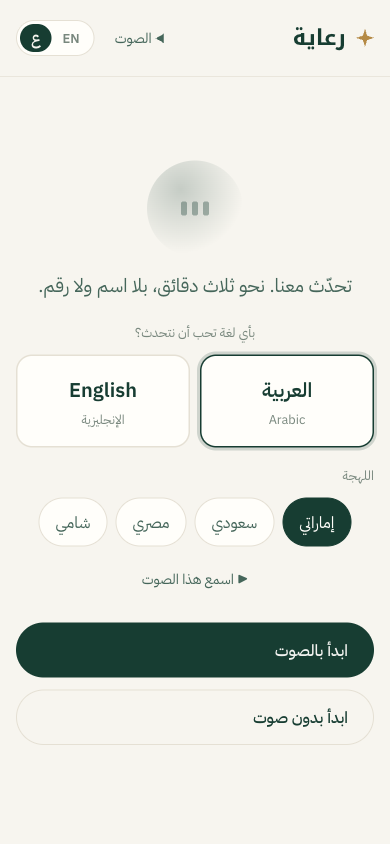 رعاية
الصوت
EN
ع
تحدّث معنا. نحو ثلاث دقائق، بلا اسم ولا رقم.
بأي لغة تحب أن نتحدث؟
العربية
Arabic
English
الإنجليزية
اللهجة
إماراتي
سعودي
مصري
شامي
اسمع هذا الصوت
ابدأ بالصوت
ابدأ بدون صوت